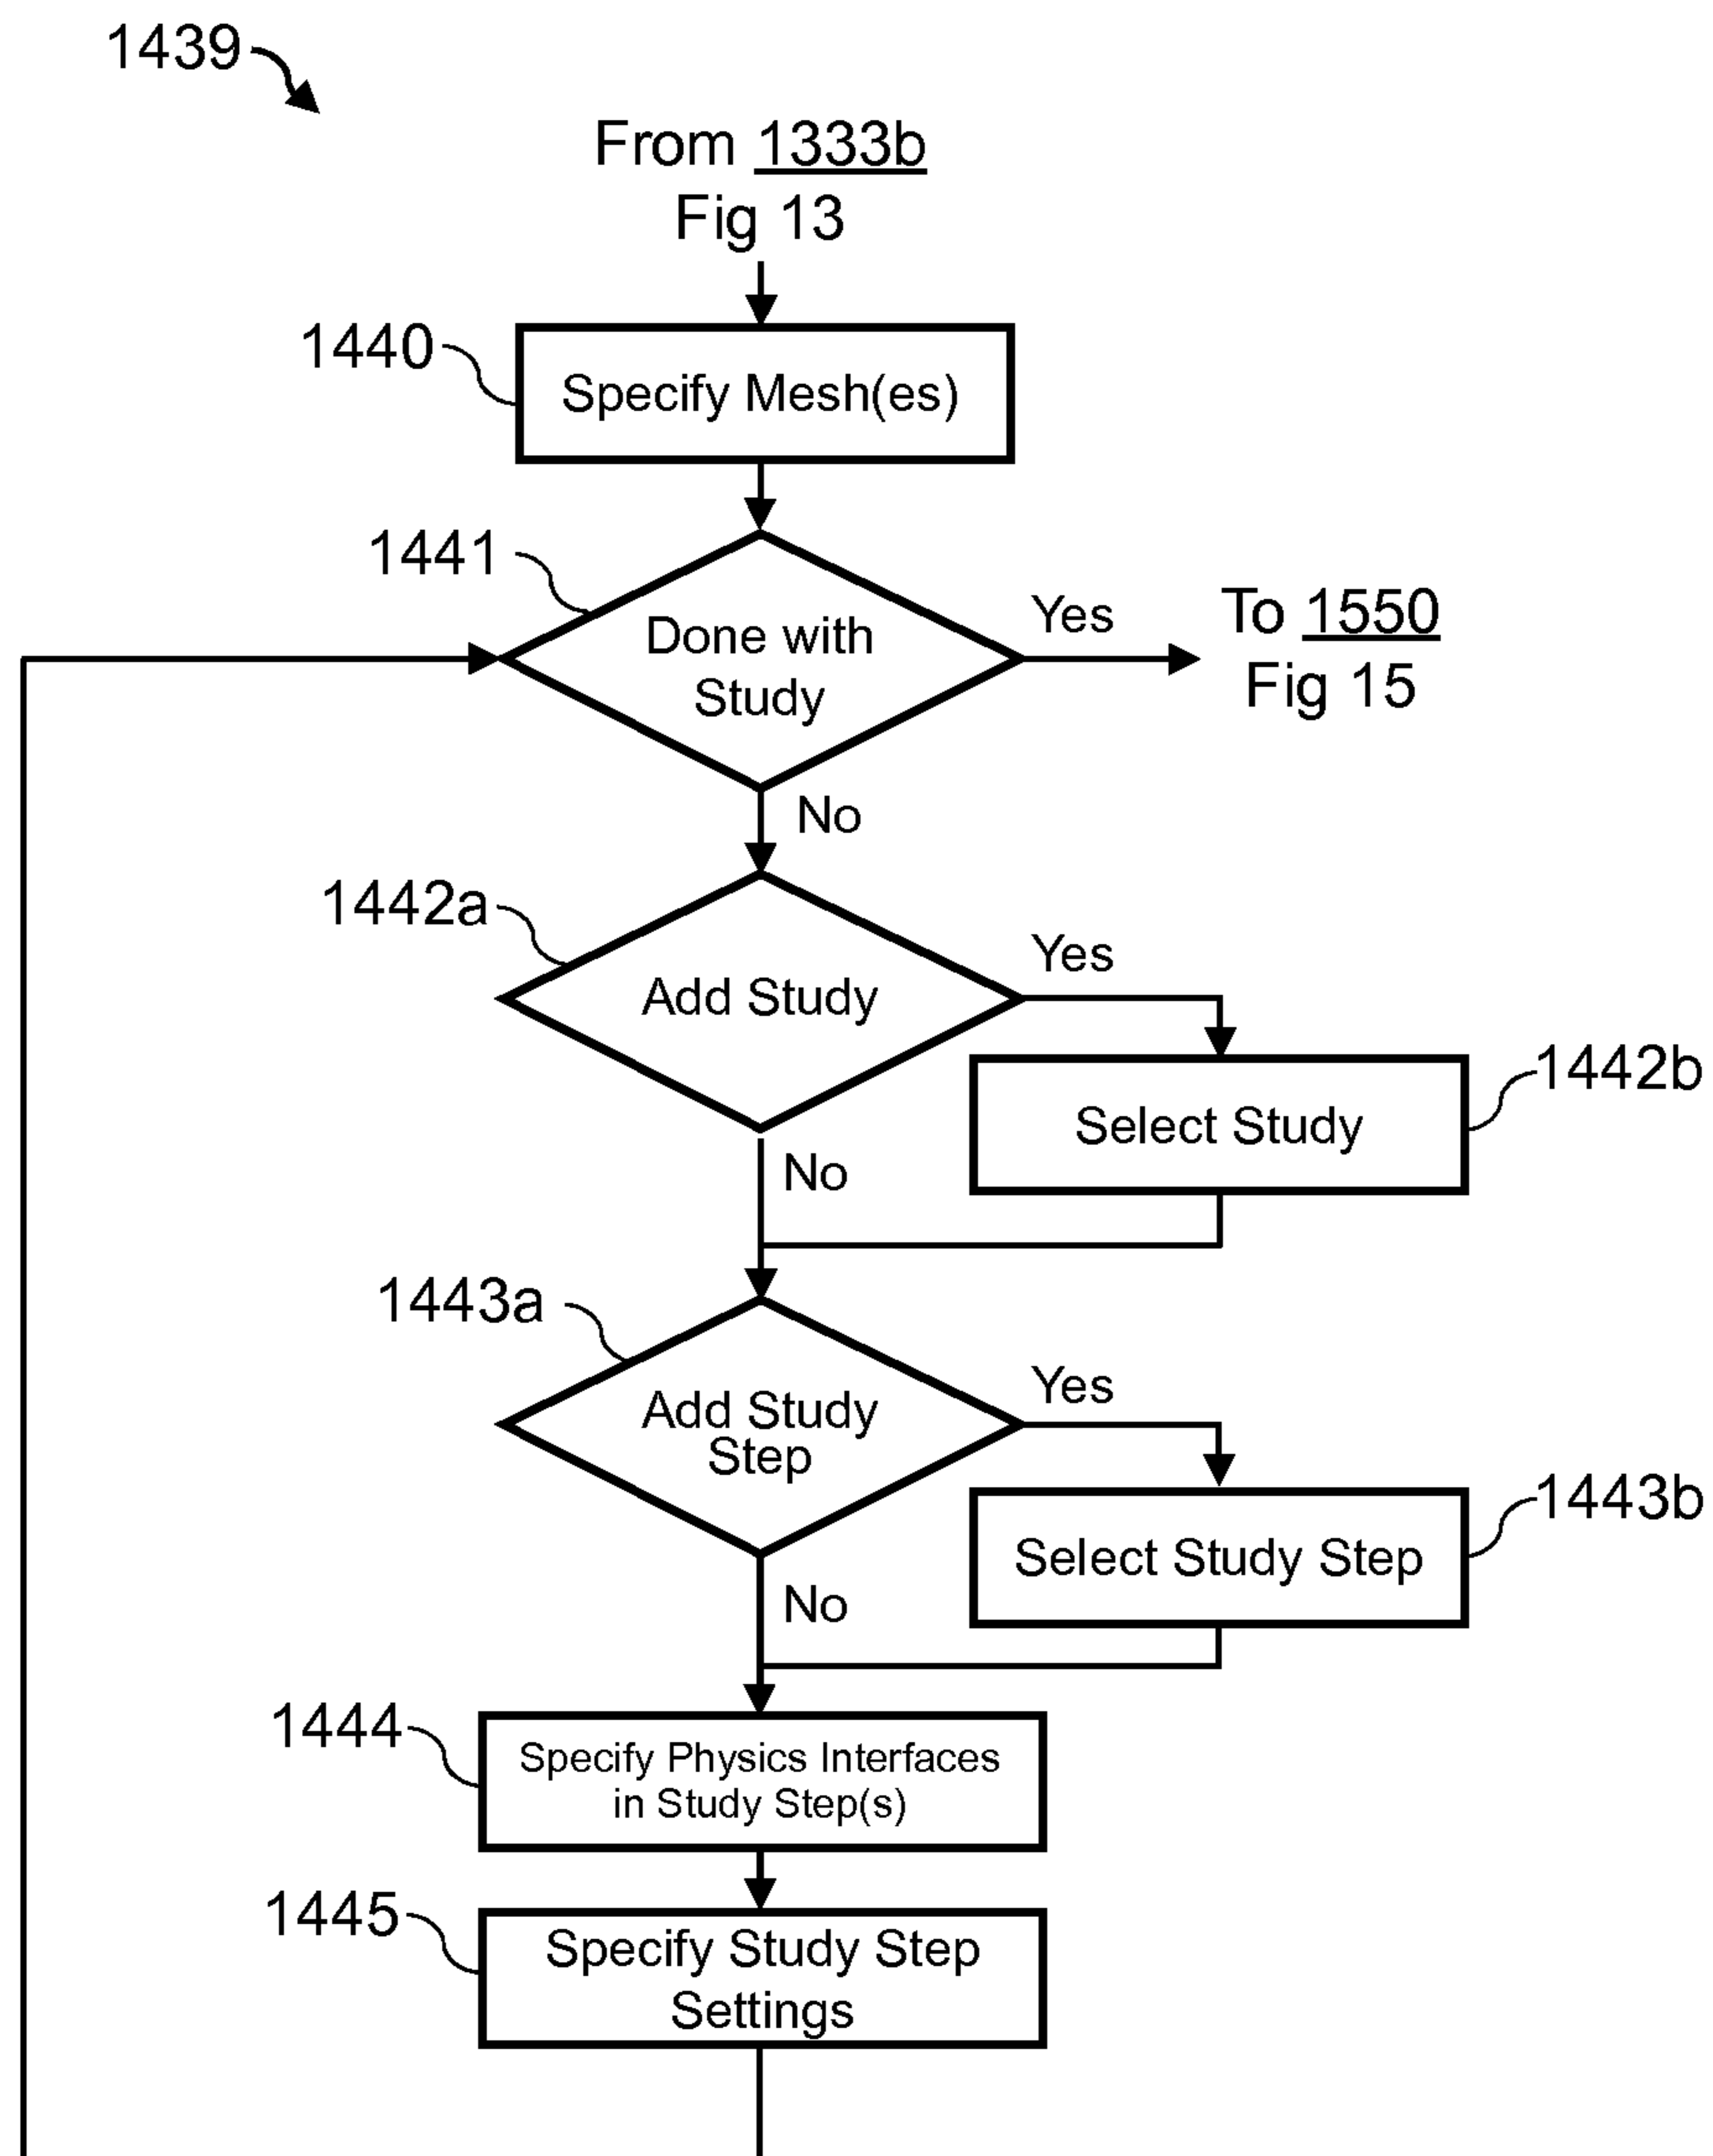 1439
From 1333b
Fig 13
1440
Specify Mesh(es)
1441
Done with
Study
Yes
To 1550
Fig 15
No
1442a
Add Study
Yes
1442b
Select Study
No
1443a
Add Study
Step
Yes
1443b
Select Study Step
No
1444
Specify Physics Interfaces
in Study Step(s)
1445
Specify Study Step
Settings